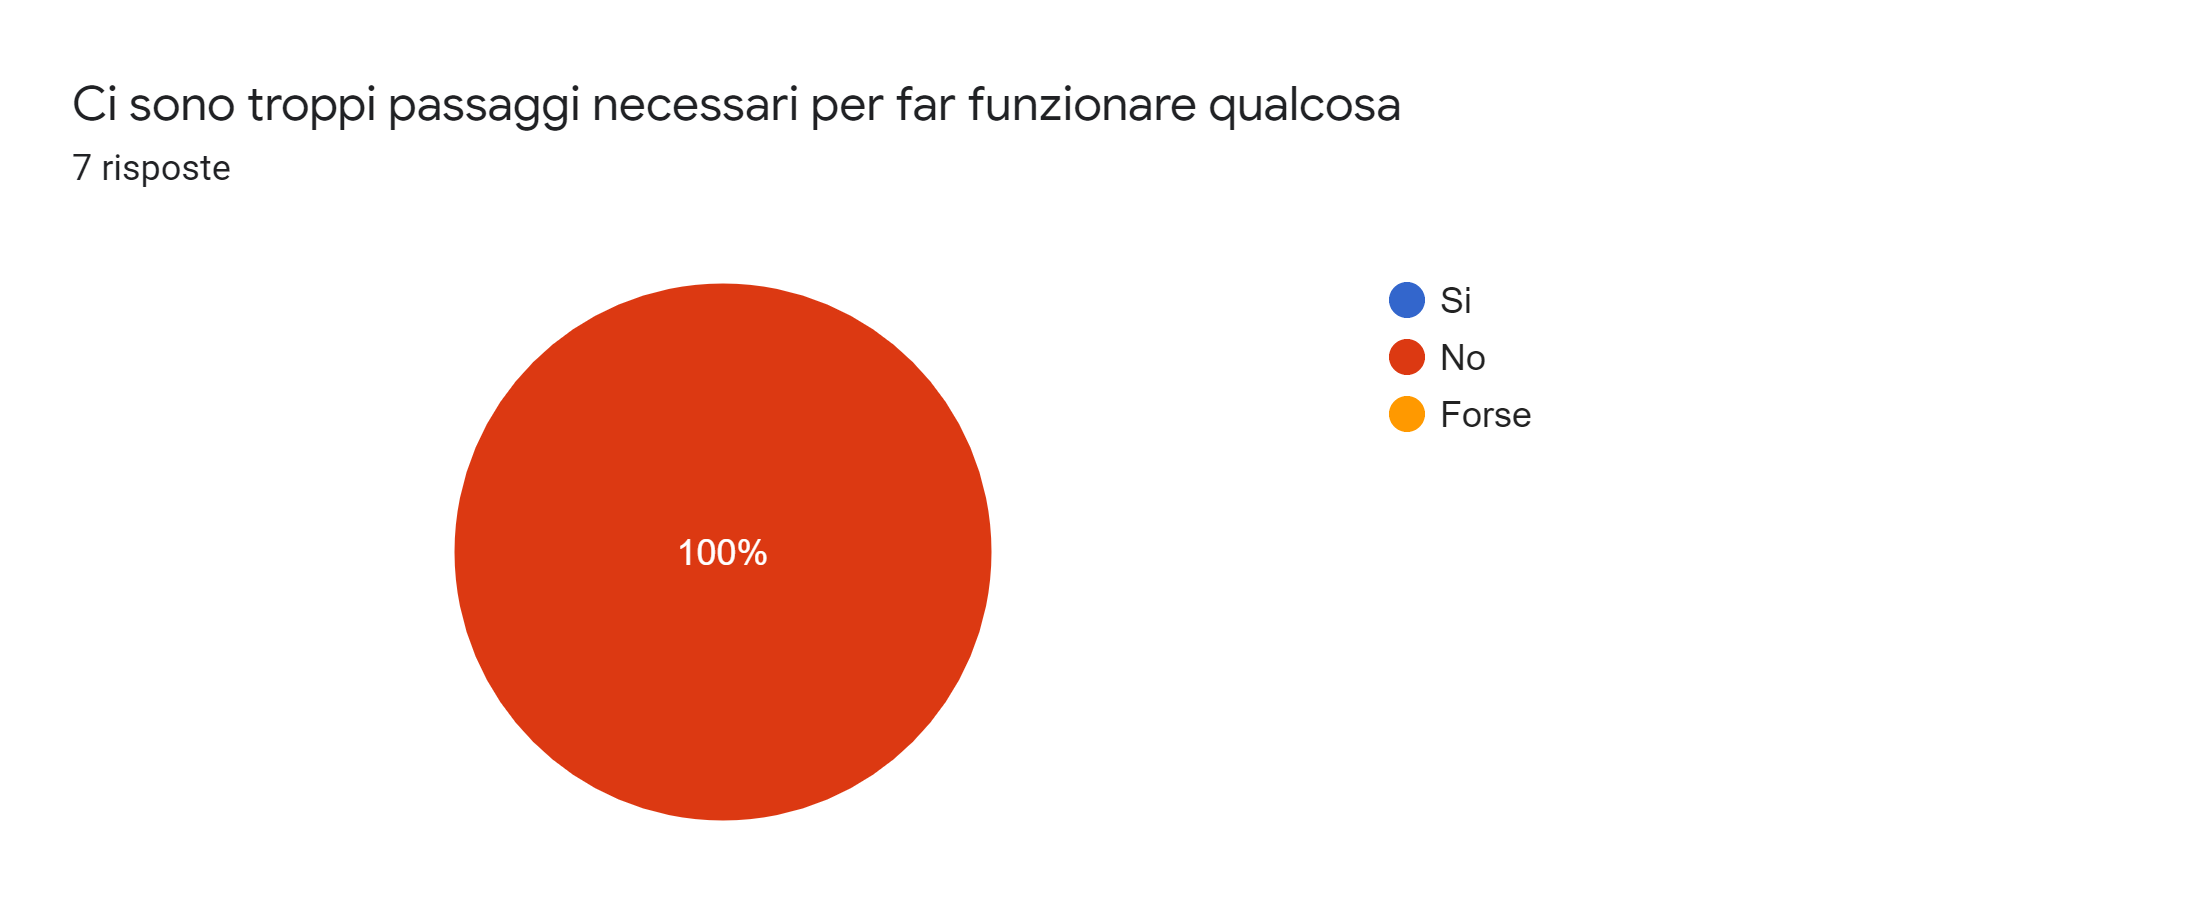 Ci sono troppi passaggi necessari per far funzionare qualcosa
7 risposte
Si
No
Forse
100%